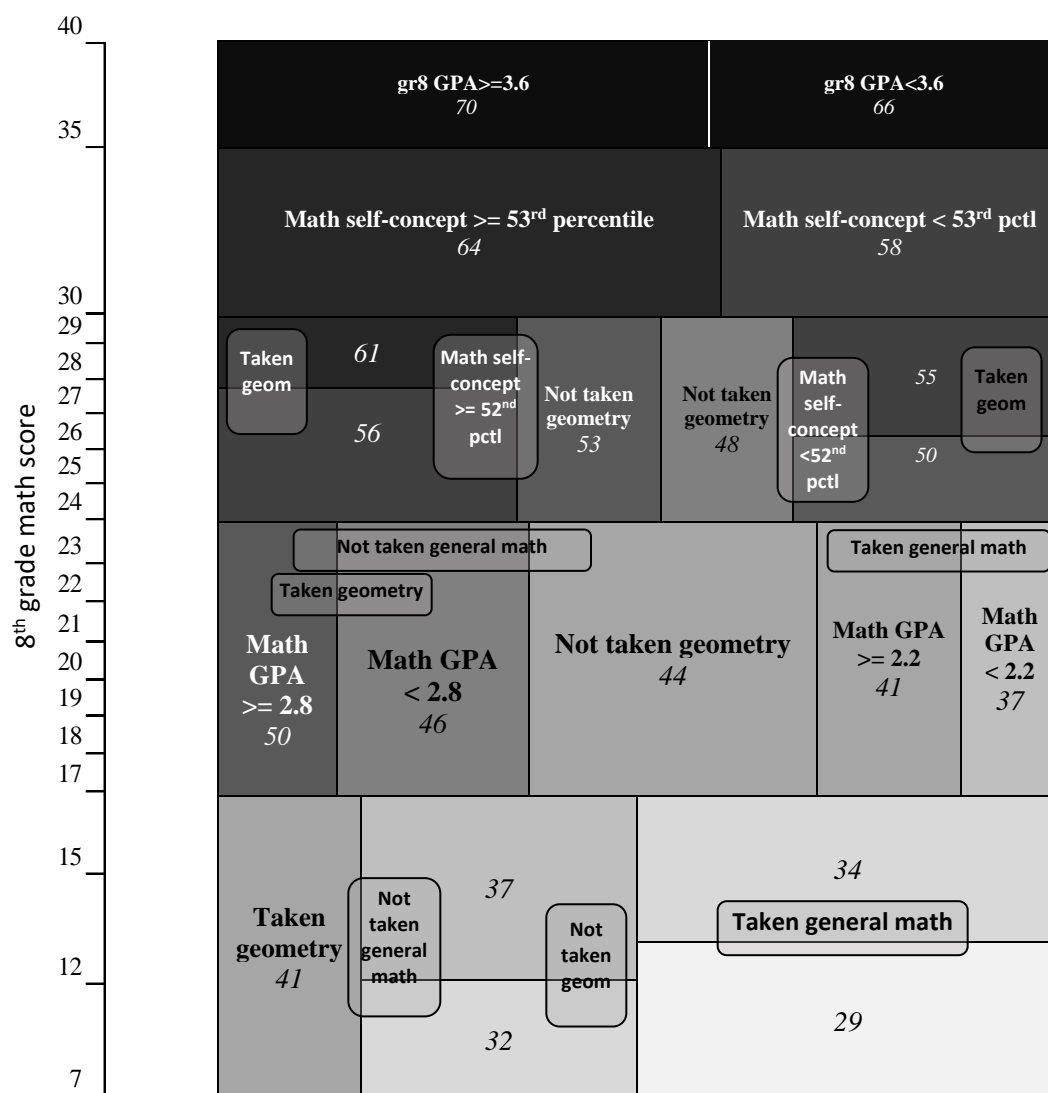 40
gr8 GPA>=3.6
70
gr8 GPA<3.6
66
35
Math self-concept >= 53rd percentile
64
Math self-concept < 53rd pctl
58
30
29
28
27
26
25
24
Taken
geom
61
56
Math self-
concept
>= 52nd
pctl
Not taken
geometry
53
Not taken
geometry
48
Math
self-
concept
<52nd
pctl
55
50
Taken
geom
8th grade math score
23
22
21
20
19
18
17
Not taken general math
Taken geometry
Math
GPA
>= 2.8
50
Math GPA
< 2.8
46
Not taken geometry
44
Taken general math
Math GPA
>= 2.2
41
Math
GPA
< 2.2
37
15
12
7
Taken
geometry
41
Not
taken
general
math
37
32
Not
taken
geom
34
Taken general math
29